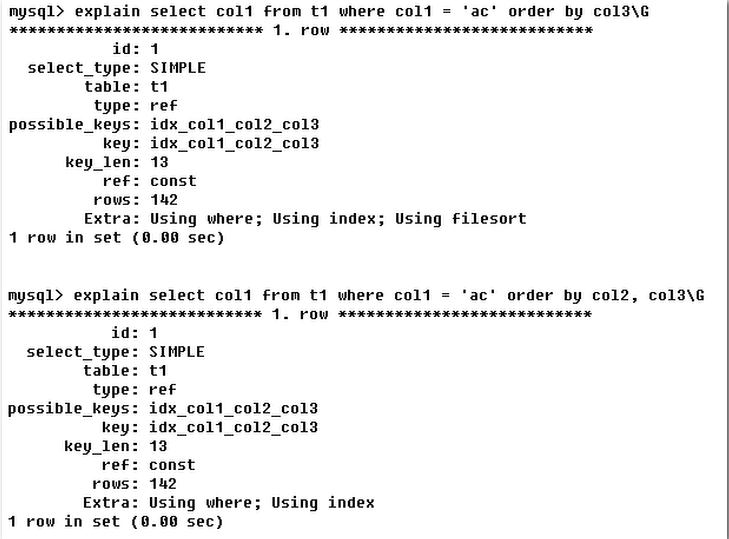 mysql> explain select col1 from t1 where col1 = 'ac' order by col3\G
*************************** 1. row ***************************
id: 1
select_type: SIMPLE
table: t1
type: ref
possible_keys: idx_col1_col2_col3
key: idx_col1_col2_col3
key_len: 13
ref: const
rows: 142
Extra: Using where; Using index; Using filesort
1 row in set (0.00 sec)
mysql> explain select col1 from t1 where col1 = 'ac' order by col2, col3\G
*************************** 1. row ***************************
id: 1
select_type: SIMPLE
table: t1
type: ref
possible_keys: idx_col1_col2_col3
key: idx_col1_col2_col3
key_len: 13
ref: const
rows: 142
Extra: Using where; Using index
1 row in set (0.00 sec)